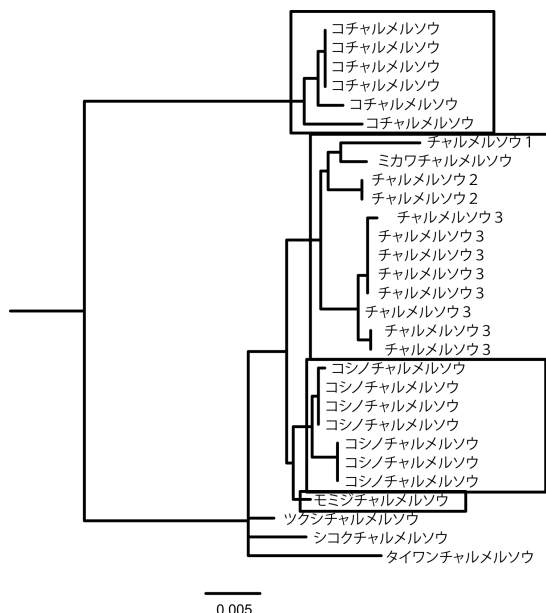 コチャルメルソウ
コチャルメルソウ
コチャルメルソウ
コチャルメルソウ
コチャルメルソウ
コチャルメルソウ
チャルメルソウ 1
ミカワチャルメルソウ
チャルメルソウ 2
チャルメルソウ 2
チャルメルソウ 3
チャルメルソウ 3
チャルメルソウ 3
チャルメルソウ 3
チャルメルソウ 3
チャルメルソウ 3
チャルメルソウ 3
チャルメルソウ 3
コシノチャルメルソウ
コシノチャルメルソウ
コシノチャルメルソウ
コシノチャルメルソウ
コシノチャルメルソウ
コシノチャルメルソウ
コシノチャルメルソウ
モミジチャルメルソウ
ツクシチャルメルソウ
シコクチャルメルソウ
タイワンチャルメルソウ
0.005